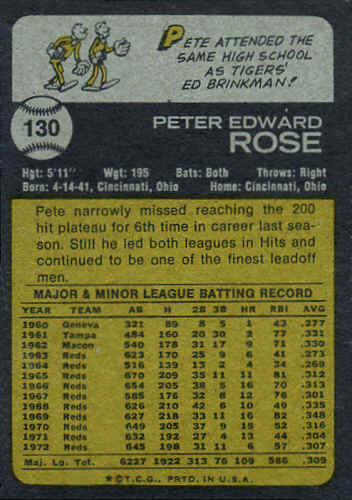 PETE ATTENDED THE
SAME HIGH SCHOOL
AS TIGERS'
ED BRINKMAN!
130
PETER EDWARD
ROSE
Hgt: 5'11" Wgt: 195 Bats: Both Throws: Right
Born: 4-14-41, Cincinnati, Ohio Home: Cincinnati, Ohio
Pete narrowly missed reaching the 200
hit plateau for 6th time in career last sea-
son. Still he led both leagues in Hits and
continued to be one of the finest leadoff
men.
MAJOR & MINOR LEAGUE BATTING RECORD
YEAR TEAM AB H 2B 3B HR RBI AVG
1960 Geneva 321 89 8 5 1 43 .277
1961 Tampa 484 160 20 30 2 77 .331
1962 Macon 540 178 31 17 9 71 .330
1963 Reds 623 170 25 9 6 41 .273
1964 Reds 516 139 13 2 4 34 .269
1965 Reds 670 209 35 11 11 81 .312
1966 Reds 654 205 38 5 16 70 .313
1967 Reds 585 176 32 8 12 76 .301
1968 Reds 626 210 42 6 10 49 .335
1969 Reds 627 218 33 11 16 82 .348
1970 Reds 649 205 37 9 15 52 .316
1971 Reds 632 192 27 4 13 44 .304
1972 Reds 645 198 31 11 6 57 .307
Maj. Lg. Tot. 6227 1922 313 76 109 586 .309
*©T.C.G., PRTD. IN U.S.A.